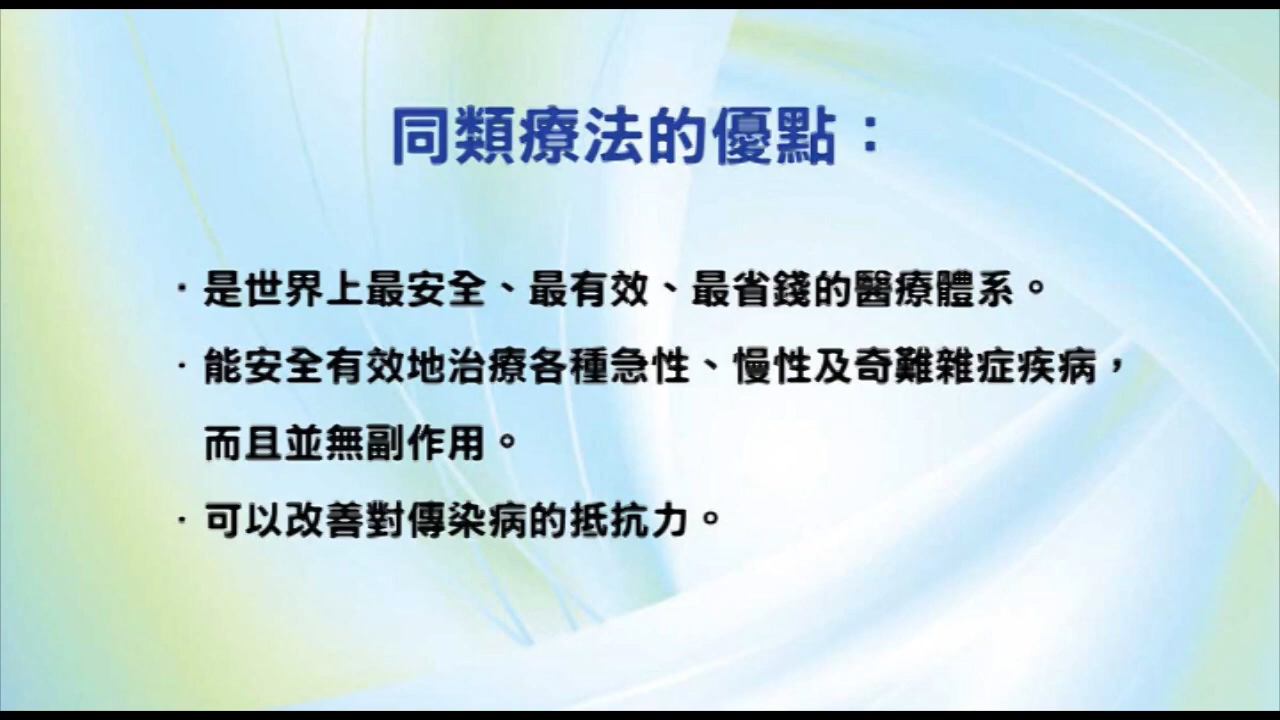 同類療法的優點：
·是世界上最安全、最有效、最省錢的醫療體系。
·能安全有效地治療各種急性、慢性及奇難雜症疾病，
而且並無副作用。
·可以改善對傳染病的抵抗力。